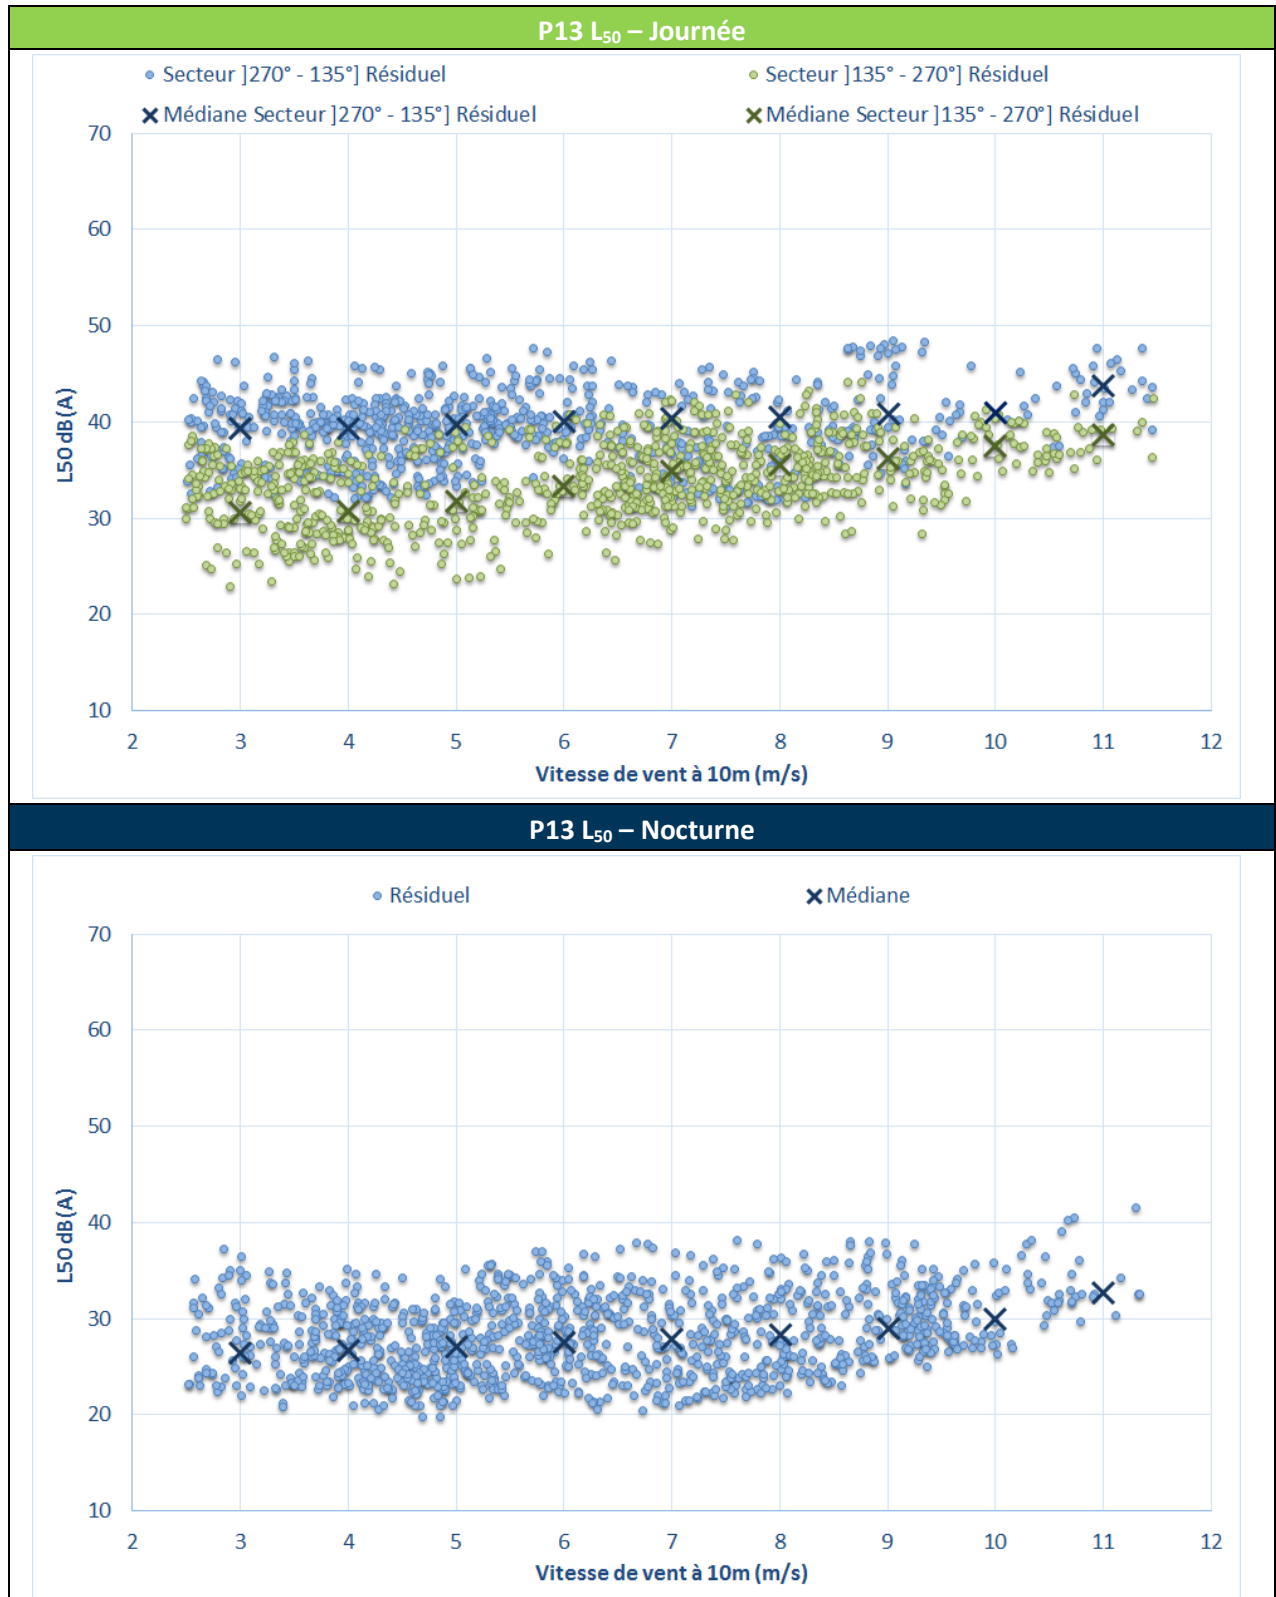 P13 L50 – Journée
Secteur ]270° - 135°] Résiduel
Secteur ]135° - 270°] Résiduel
Médiane Secteur ]270° - 135°] Résiduel
Médiane Secteur ]135° - 270°] Résiduel
70
60
50
40
30
20
10
L50 dB(A)
2 3 4 5 6 7 8 9 10 11 12
Vitesse de vent à 10m (m/s)
P13 L50 – Nocturne
Résiduel
Médiane
70
60
50
40
30
20
10
L50 dB(A)
2 3 4 5 6 7 8 9 10 11 12
Vitesse de vent à 10m (m/s)